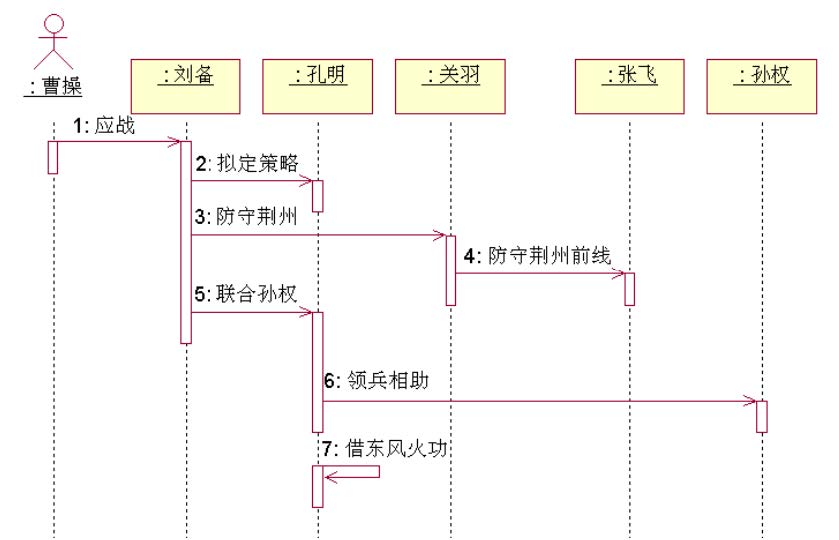 : 曹操
: 刘备
: 孔明
: 关羽
: 张飞
: 孙权
1: 应战
2: 拟定策略
3: 防守荆州
4: 防守荆州前线
5: 联合孙权
6: 领兵相助
7: 借东风火功